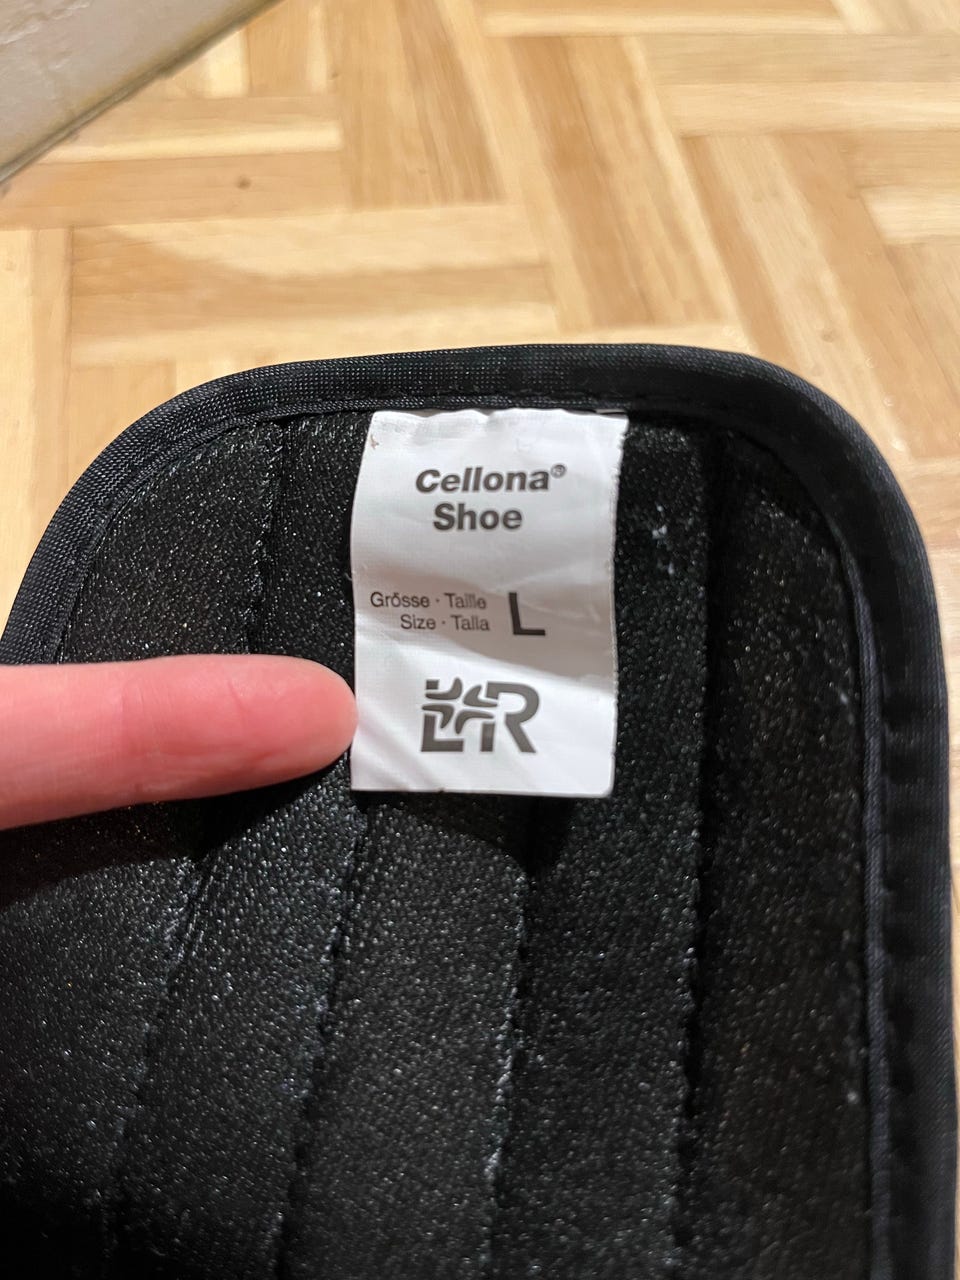 Cellona®
Shoe
Grösse · Taille
Size · Talla
L
L&R